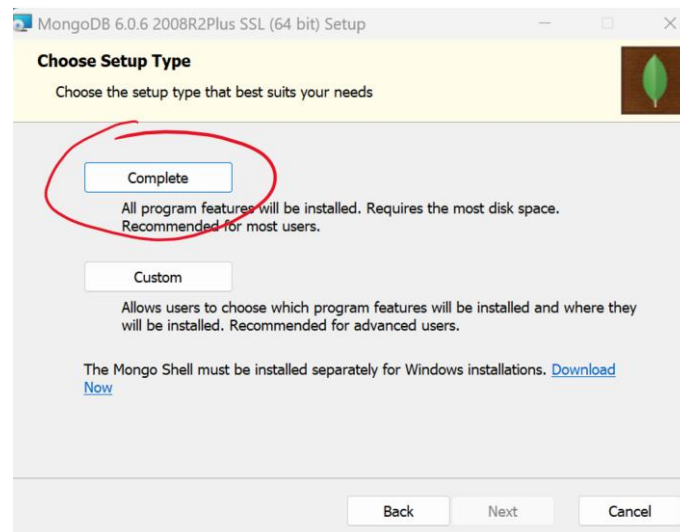 MongoDB 6.0.6 2008R2Plus SSL (64 bit) Setup
Choose Setup Type
Choose the setup type that best suits your needs
Complete
All program features will be installed. Requires the most disk space.
Recommended for most users.
Custom
Allows users to choose which program features will be installed and where they
will be installed. Recommended for advanced users.
The Mongo Shell must be installed separately for Windows installations. Download
Now
Back Next Cancel